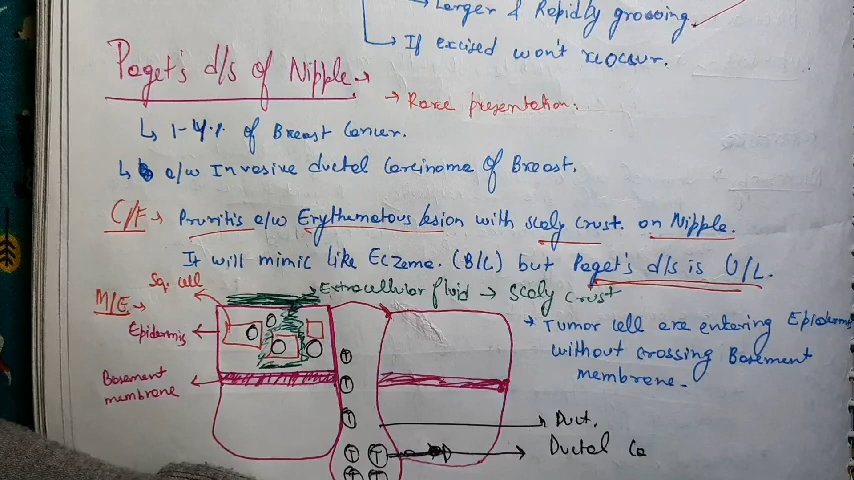 → Larger & Rapidly growing.
↳ If excised won't reoccur.
Paget's d/s of Nipple →
→ Rare presentation.
↳ 1-4% of Breast Cancer.
↳ a/w Invasive ductal Carcinoma of Breast.
C/F → Pruritis a/w Erythematous lesion with scaly crust on Nipple.
It will mimic like Eczema. (B/L) but Paget's d/s is U/L.
Sq. cell
M/E →
Extracellular fluid → scaly crust
Epidermis
→ Tumor cell are entering Epidermis
without crossing Basement
membrane.
Basement
membrane
T
T
T
Duct.
T T
Ductal Ca
T T